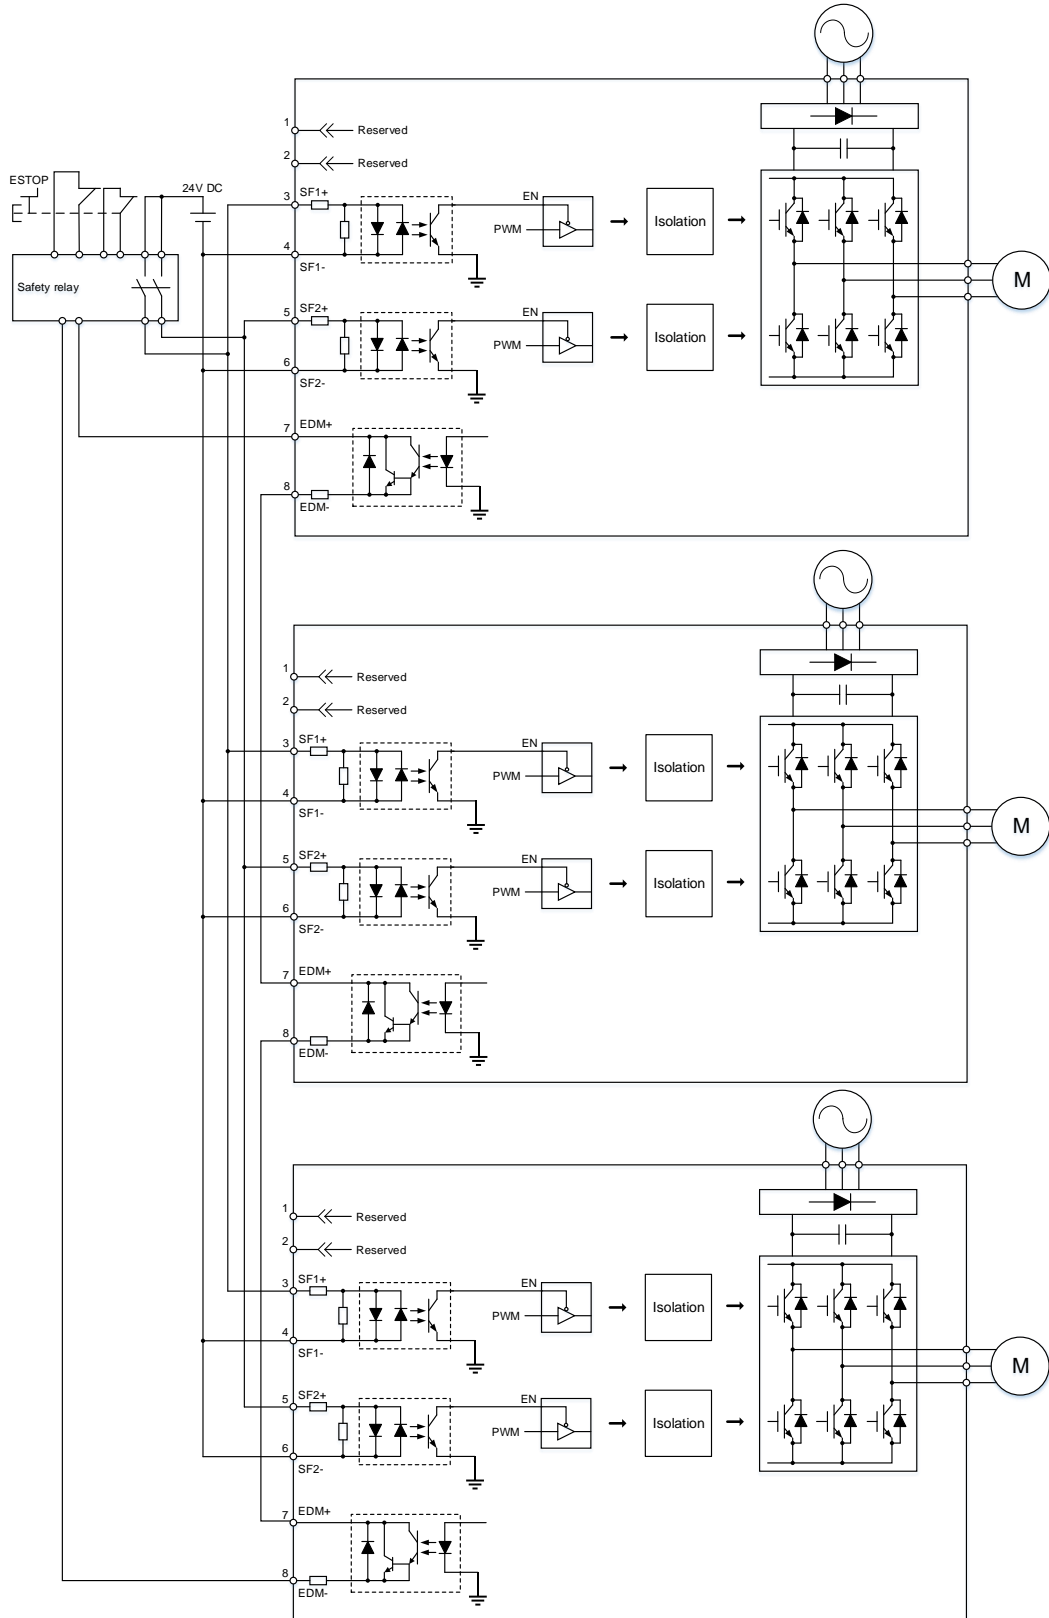 1
Reserved
2
Reserved
ESTOP
24V DC
3
SF1+
EN
PWM
Isolation
4
SF1-
Safety relay
M
5
SF2+
EN
PWM
Isolation
6
SF2-
7
EDM+
8
EDM-
1
Reserved
2
Reserved
3
SF1+
EN
PWM
Isolation
4
SF1-
M
5
SF2+
EN
PWM
Isolation
6
SF2-
7
EDM+
8
EDM-
1
Reserved
2
Reserved
3
SF1+
EN
PWM
Isolation
4
SF1-
M
5
SF2+
EN
PWM
Isolation
6
SF2-
7
EDM+
8
EDM-